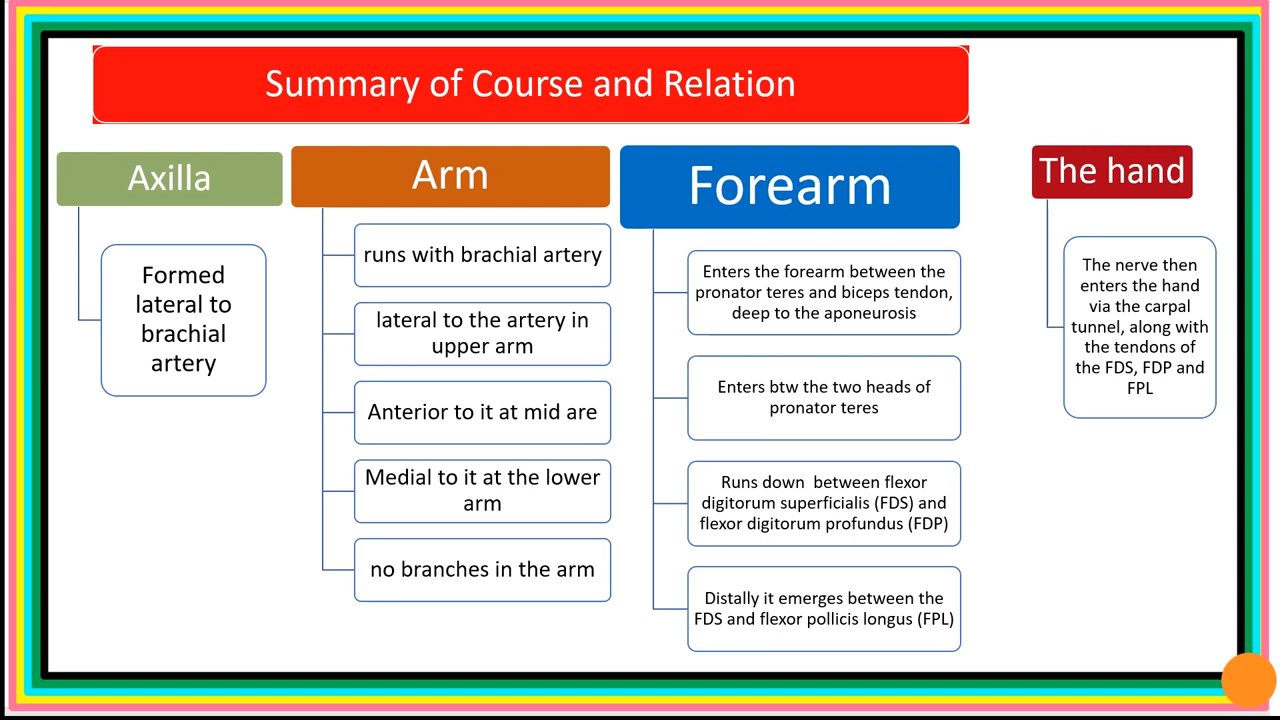 Summary of Course and Relation
Axilla
Formed
lateral to
brachial
artery
Arm
runs with brachial artery
lateral to the artery in
upper arm
Anterior to it at mid are
Medial to it at the lower
arm
no branches in the arm
Forearm
Enters the forearm between the
pronator teres and biceps tendon,
deep to the aponeurosis
Enters btw the two heads of
pronator teres
Runs down between flexor
digitorum superficialis (FDS) and
flexor digitorum profundus (FDP)
Distally it emerges between the
FDS and flexor pollicis longus (FPL)
The hand
The nerve then
enters the hand
via the carpal
tunnel, along with
the tendons of
the FDS, FDP and
FPL